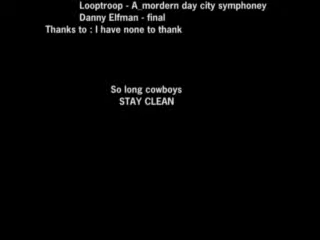 Looptroop - A_mordern day city symphoney
Danny Elfman - final
Thanks to : I have none to thank
So long cowboys
STAY CLEAN